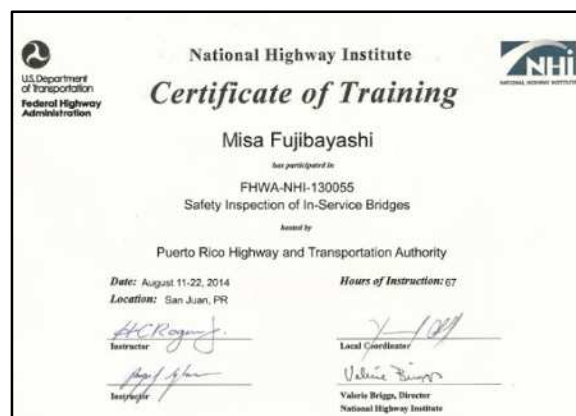 U.S. Department
of Transportation
Federal Highway
Administration
National Highway Institute
NHI
NATIONAL HIGHWAY INSTITUTE
Certificate of Training
Misa Fujibayashi
has participated in
FHWA-NHI-130055
Safety Inspection of In-Service Bridges
hosted by
Puerto Rico Highway and Transportation Authority
Date: August 11-22, 2014
Hours of Instruction: 67
Location: San Juan, PR
Instructor
Local Coordinator
Valerie Briggs
Instructor
Valerie Briggs, Director
National Highway Institute